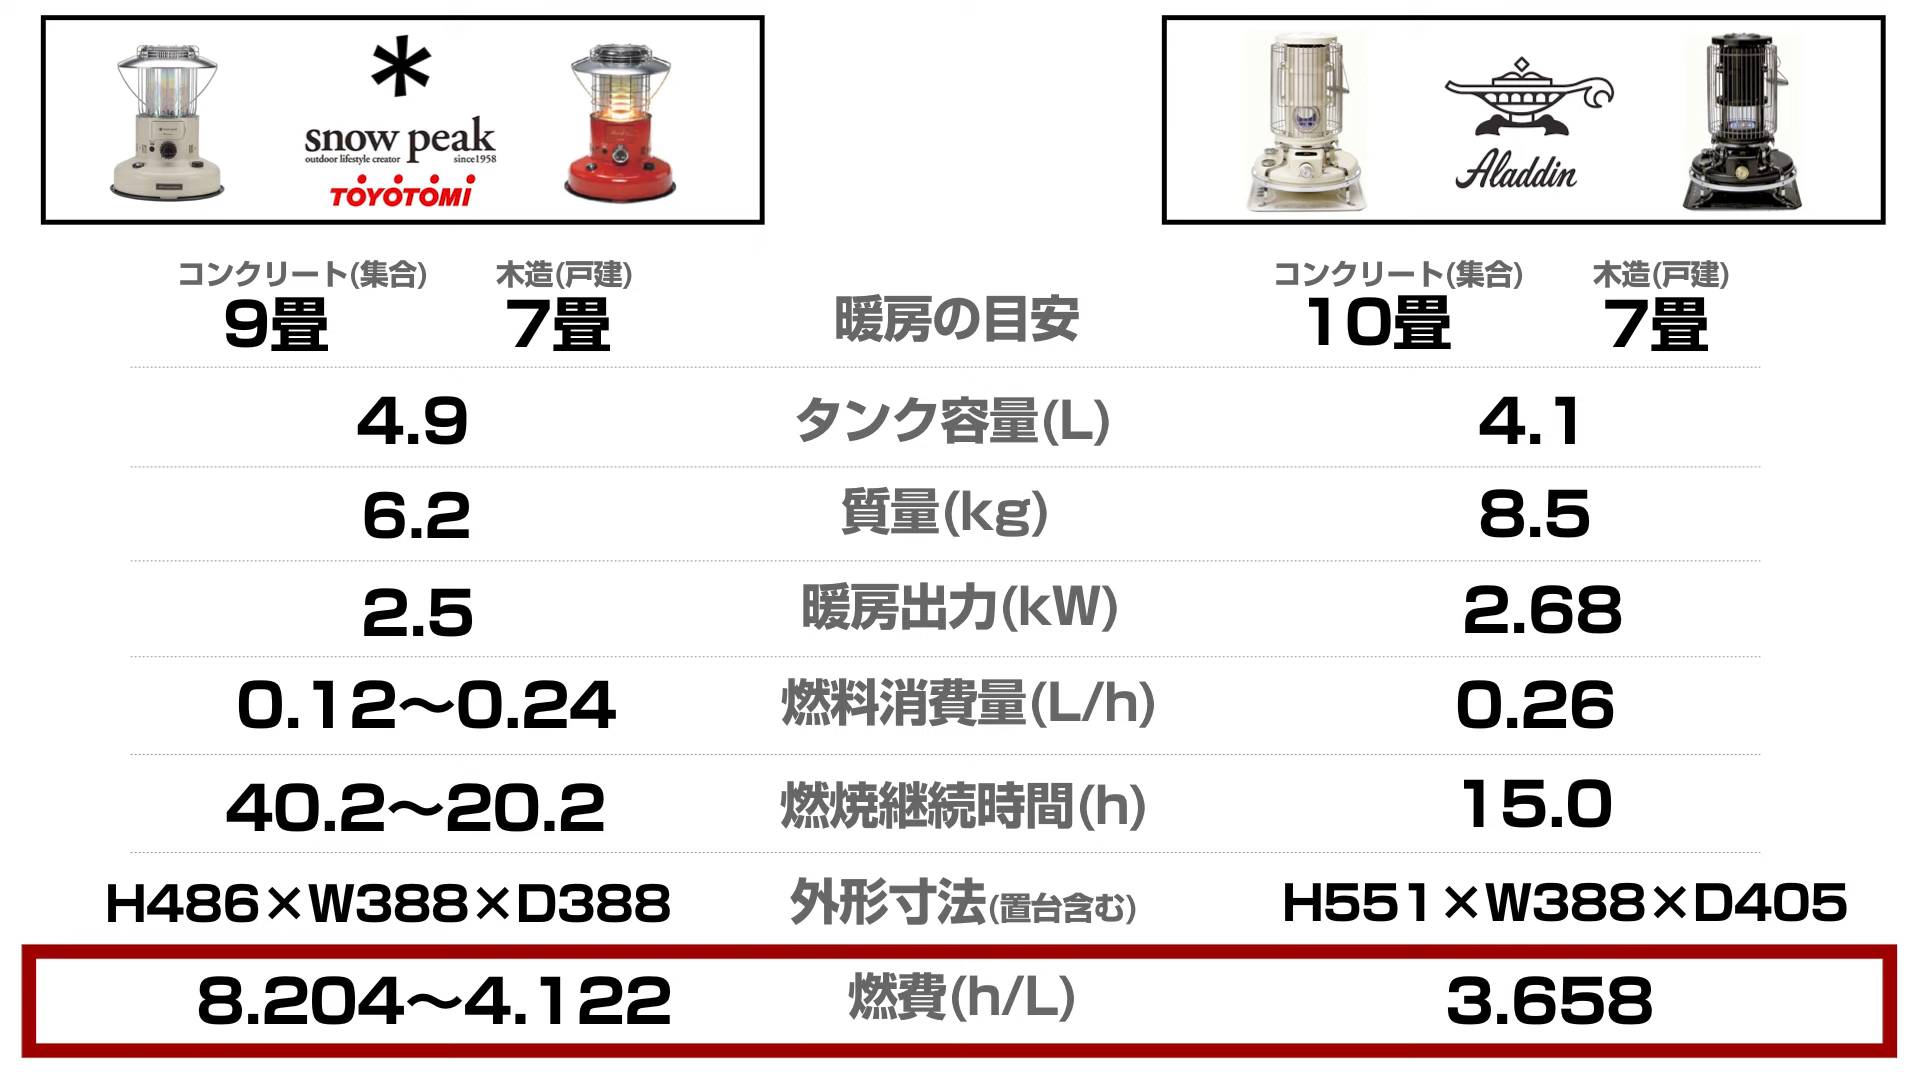 snow peak
outdoor lifestyle creator since1958
TOYOTOMI
Aladdin
コンクリート(集合) 木造(戸建)
9畳 7畳
暖房の目安
コンクリート(集合) 木造(戸建)
10畳 7畳
4.9 タンク容量(L) 4.1
6.2 質量(kg) 8.5
2.5 暖房出力(kW) 2.68
0.12〜0.24 燃料消費量(L/h) 0.26
40.2〜20.2 燃焼継続時間(h) 15.0
H486×W388×D388 外形寸法(置台含む) H551×W388×D405
8.204〜4.122 燃費(h/L) 3.658